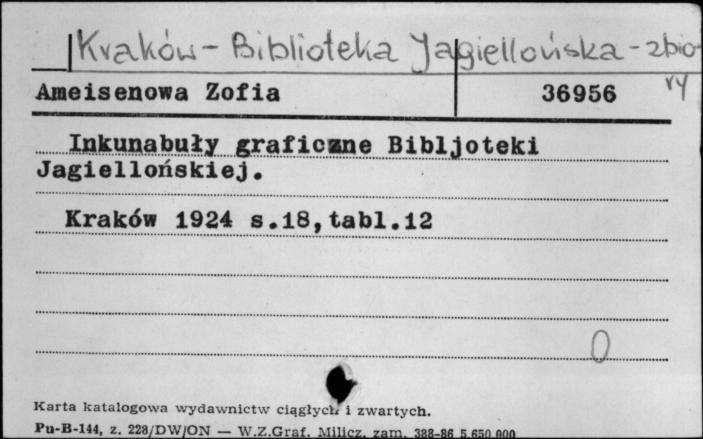 Kraków - Biblioteka Jagiellońska - zbio-
ry
Ameisenowa Zofia 36956
Inkunabuły graficzne Bibljoteki
Jagiellońskiej.
Kraków 1924 s.18,tabl.12
0
Karta katalogowa wydawnictw ciągłych i zwartych.
Pu-B-144, z. 228/DW/ON — W.Z.Graf. Milicz, zam. 388-86 5.650.000